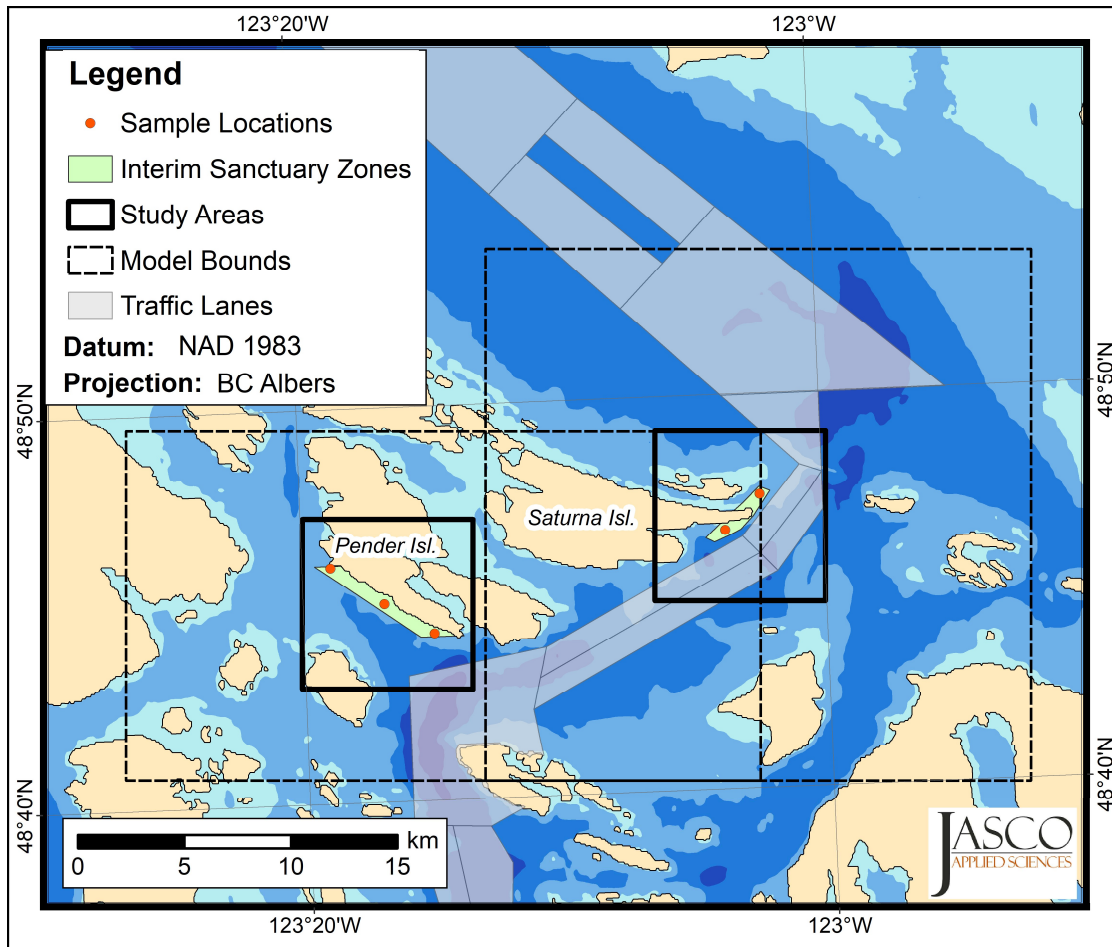 123°20'W 123°0'W
Legend
Sample Locations
Interim Sanctuary Zones
Study Areas
Model Bounds
Traffic Lanes
Datum: NAD 1983
Projection: BC Albers
48°50'N
48°50'N
Saturna Isl.
Pender Isl.
48°40'N
48°40'N
km
0 5 10 15
JASCO
APPLIED SCIENCES
123°20'W 123°0'W